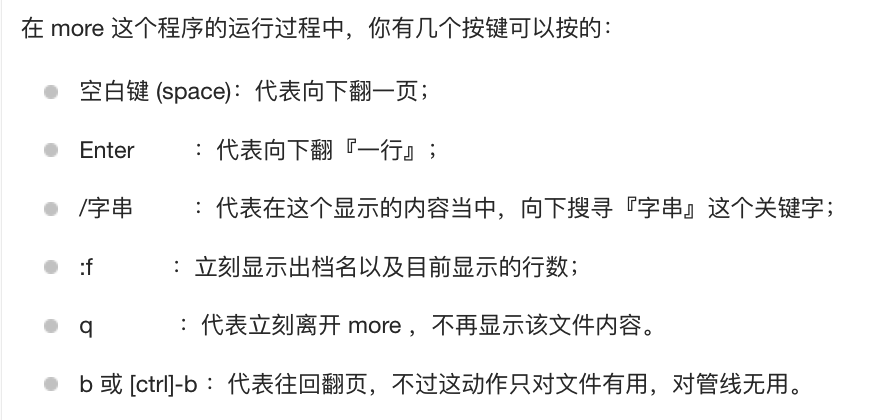 在 more 这个程序的运行过程中，你有几个按键可以按的：
空白键 (space)：代表向下翻一页；
Enter ：代表向下翻『一行』；
/字串 ：代表在这个显示的内容当中，向下搜寻『字串』这个关键字；
:f ：立刻显示出档名以及目前显示的行数；
q ：代表立刻离开 more ，不再显示该文件内容。
b 或 [ctrl]-b ：代表往回翻页，不过这动作只对文件有用，对管线无用。